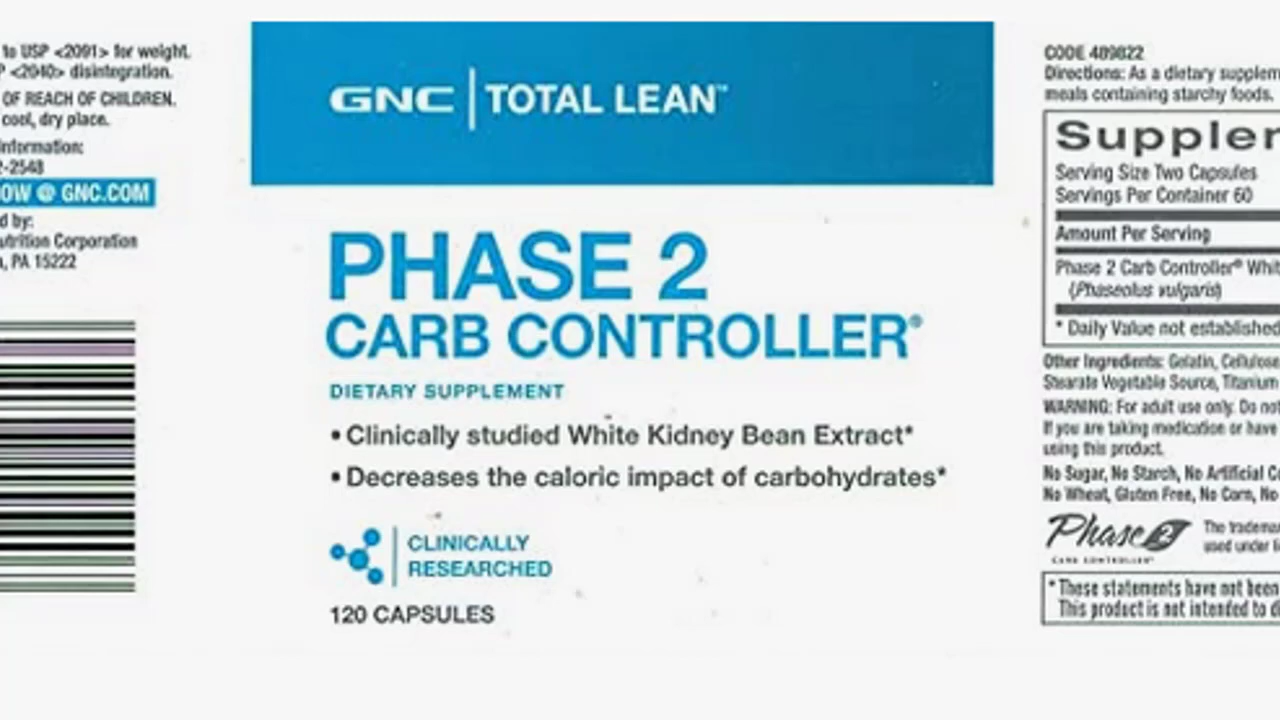 to USP <2091> for weight.
<2040> disintegration.
OF REACH OF CHILDREN.
cool, dry place.
nformation:
-2548
OW @ GNC.COM
d by:
utrition Corporation
, PA 15222
GNC | TOTAL LEAN™
PHASE 2
CARB CONTROLLER®
DIETARY SUPPLEMENT
• Clinically studied White Kidney Bean Extract*
• Decreases the caloric impact of carbohydrates*
CLINICALLY
RESEARCHED
120 CAPSULES
CODE 489822
Directions: As a dietary supplem
meals containing starchy foods.
Supplem
Serving Size Two Capsules
Servings Per Container 60
Amount Per Serving
Phase 2 Carb Controller® Whit
(Phaseolus vulgaris)
* Daily Value not established
Other Ingredients: Gelatin, Cellulose
Stearate Vegetable Source, Titanium
WARNING: For adult use only. Do not
If you are taking medication or have
using this product.
No Sugar, No Starch, No Artificial Co
No Wheat, Gluten Free, No Corn, No
Phase 2
CARB CONTROLLER
The trademar
used under li
* These statements have not been
This product is not intended to di